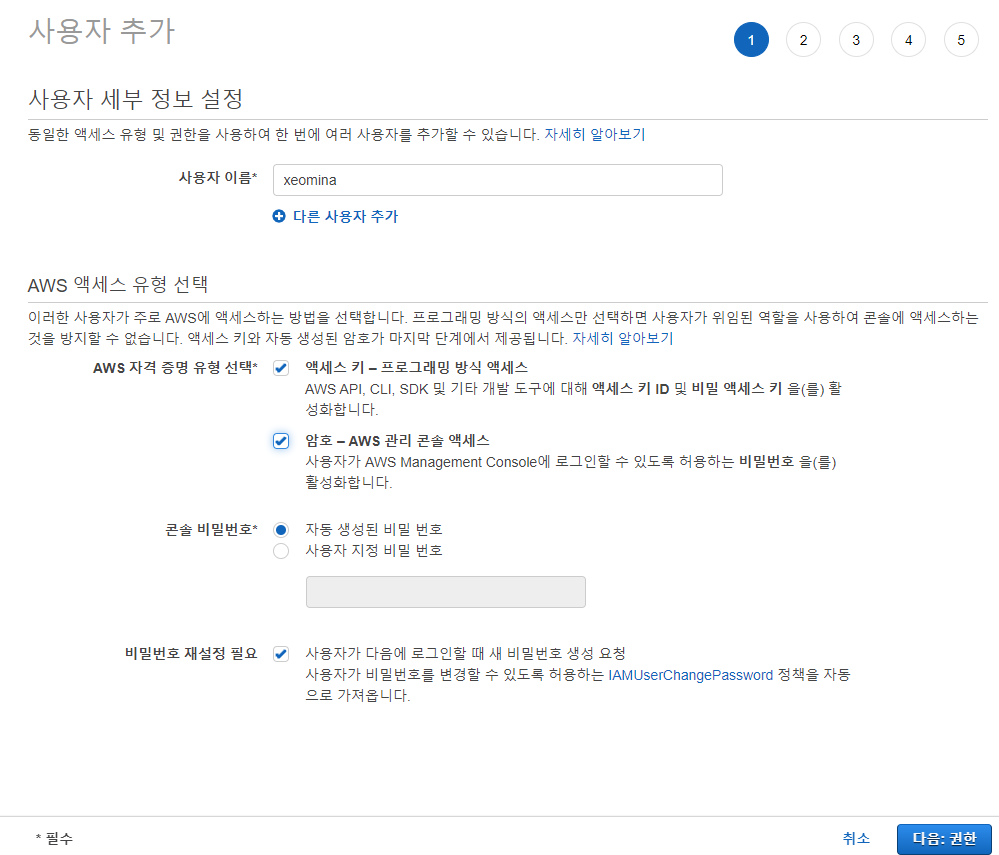 사용자 추가
1 2 3 4 5
사용자 세부 정보 설정
동일한 액세스 유형 및 권한을 사용하여 한 번에 여러 사용자를 추가할 수 있습니다. 자세히 알아보기
사용자 이름* xeomina
다른 사용자 추가
AWS 액세스 유형 선택
이러한 사용자가 주로 AWS에 액세스하는 방법을 선택합니다. 프로그래밍 방식의 액세스만 선택하면 사용자가 위임된 역할을 사용하여 콘솔에 액세스하는
것을 방지할 수 없습니다. 액세스 키와 자동 생성된 암호가 마지막 단계에서 제공됩니다. 자세히 알아보기
AWS 자격 증명 유형 선택* 액세스 키 – 프로그래밍 방식 액세스
AWS API, CLI, SDK 및 기타 개발 도구에 대해 액세스 키 ID 및 비밀 액세스 키 을(를) 활
성화합니다.
암호 – AWS 관리 콘솔 액세스
사용자가 AWS Management Console에 로그인할 수 있도록 허용하는 비밀번호 을(를)
활성화합니다.
콘솔 비밀번호* 자동 생성된 비밀 번호
사용자 지정 비밀 번호
비밀번호 재설정 필요 사용자가 다음에 로그인할 때 새 비밀번호 생성 요청
사용자가 비밀번호를 변경할 수 있도록 허용하는 IAMUserChangePassword 정책을 자동
으로 가져옵니다.
* 필수 취소 다음: 권한